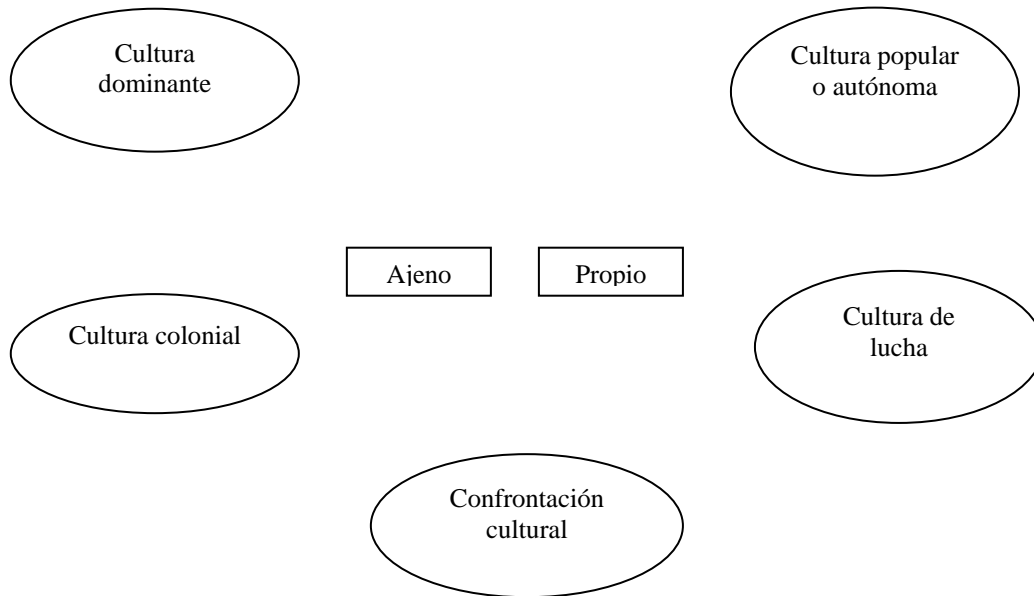 Cultura
dominante
Cultura popular
o autónoma
Ajeno
Propio
Cultura colonial
Cultura de
lucha
Confrontación
cultural